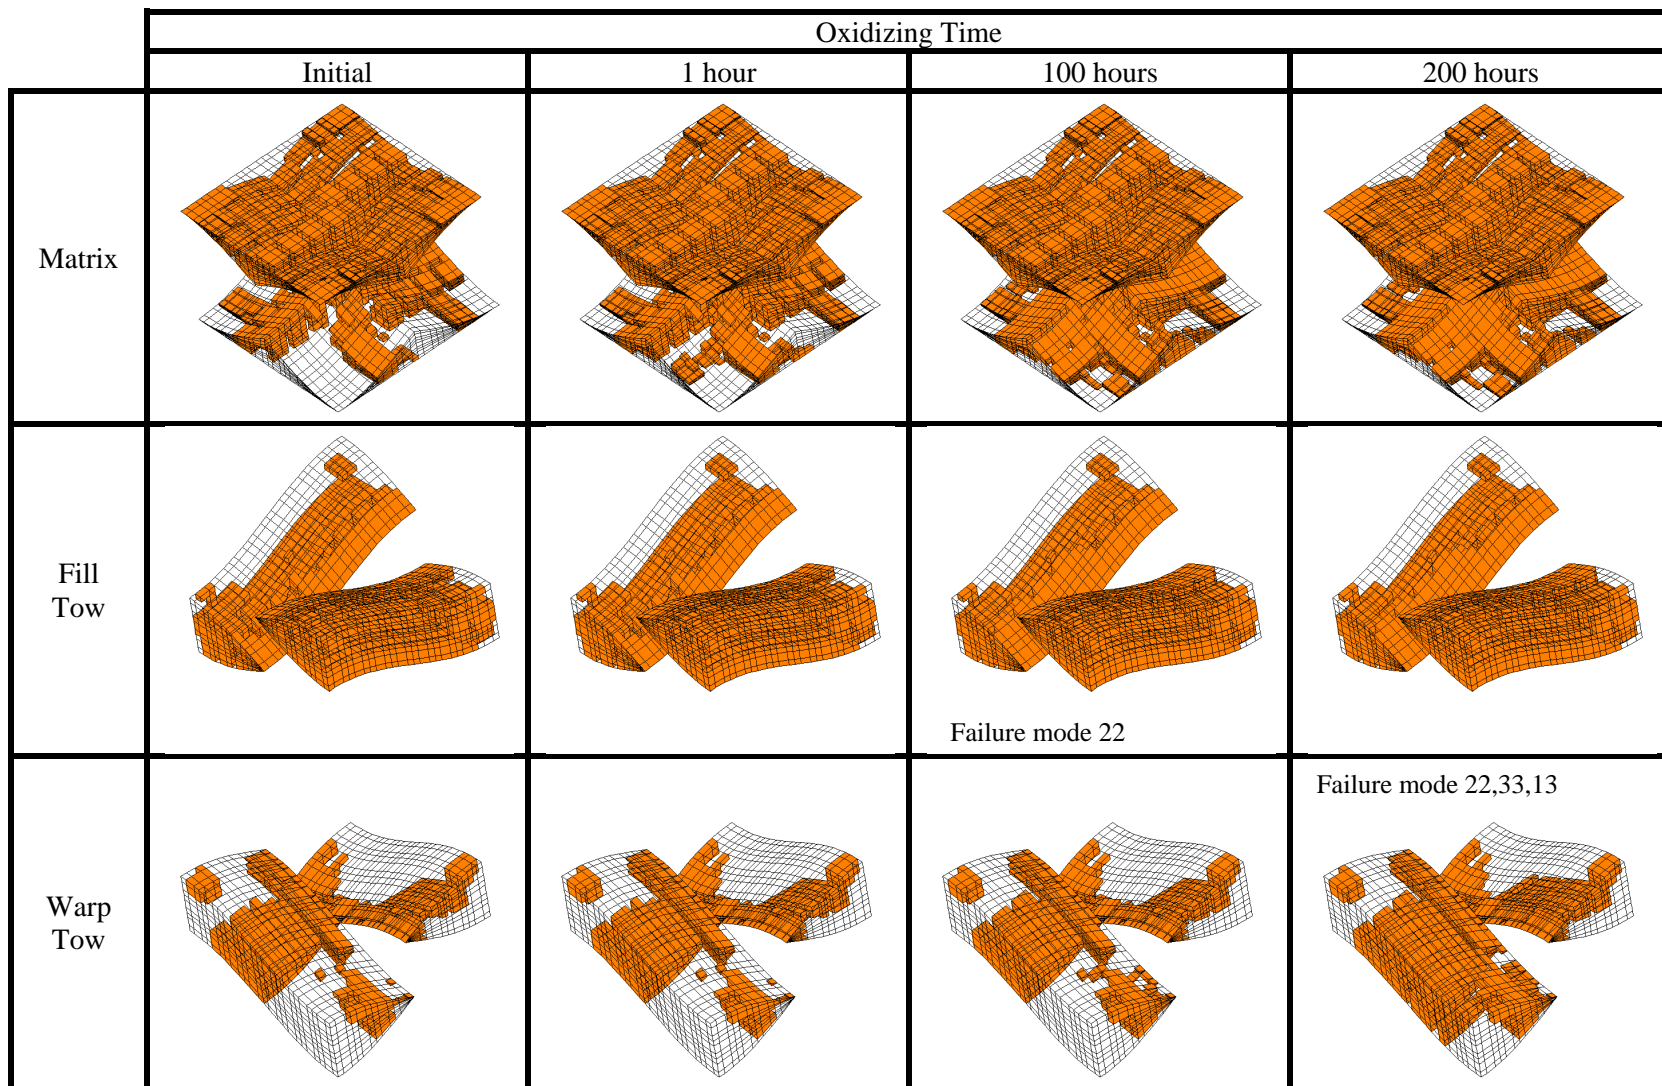 Oxidizing Time
Initial
1 hour
100 hours
200 hours
Matrix
Fill
Tow
Failure mode 22
Warp
Tow
Failure mode 22,33,13